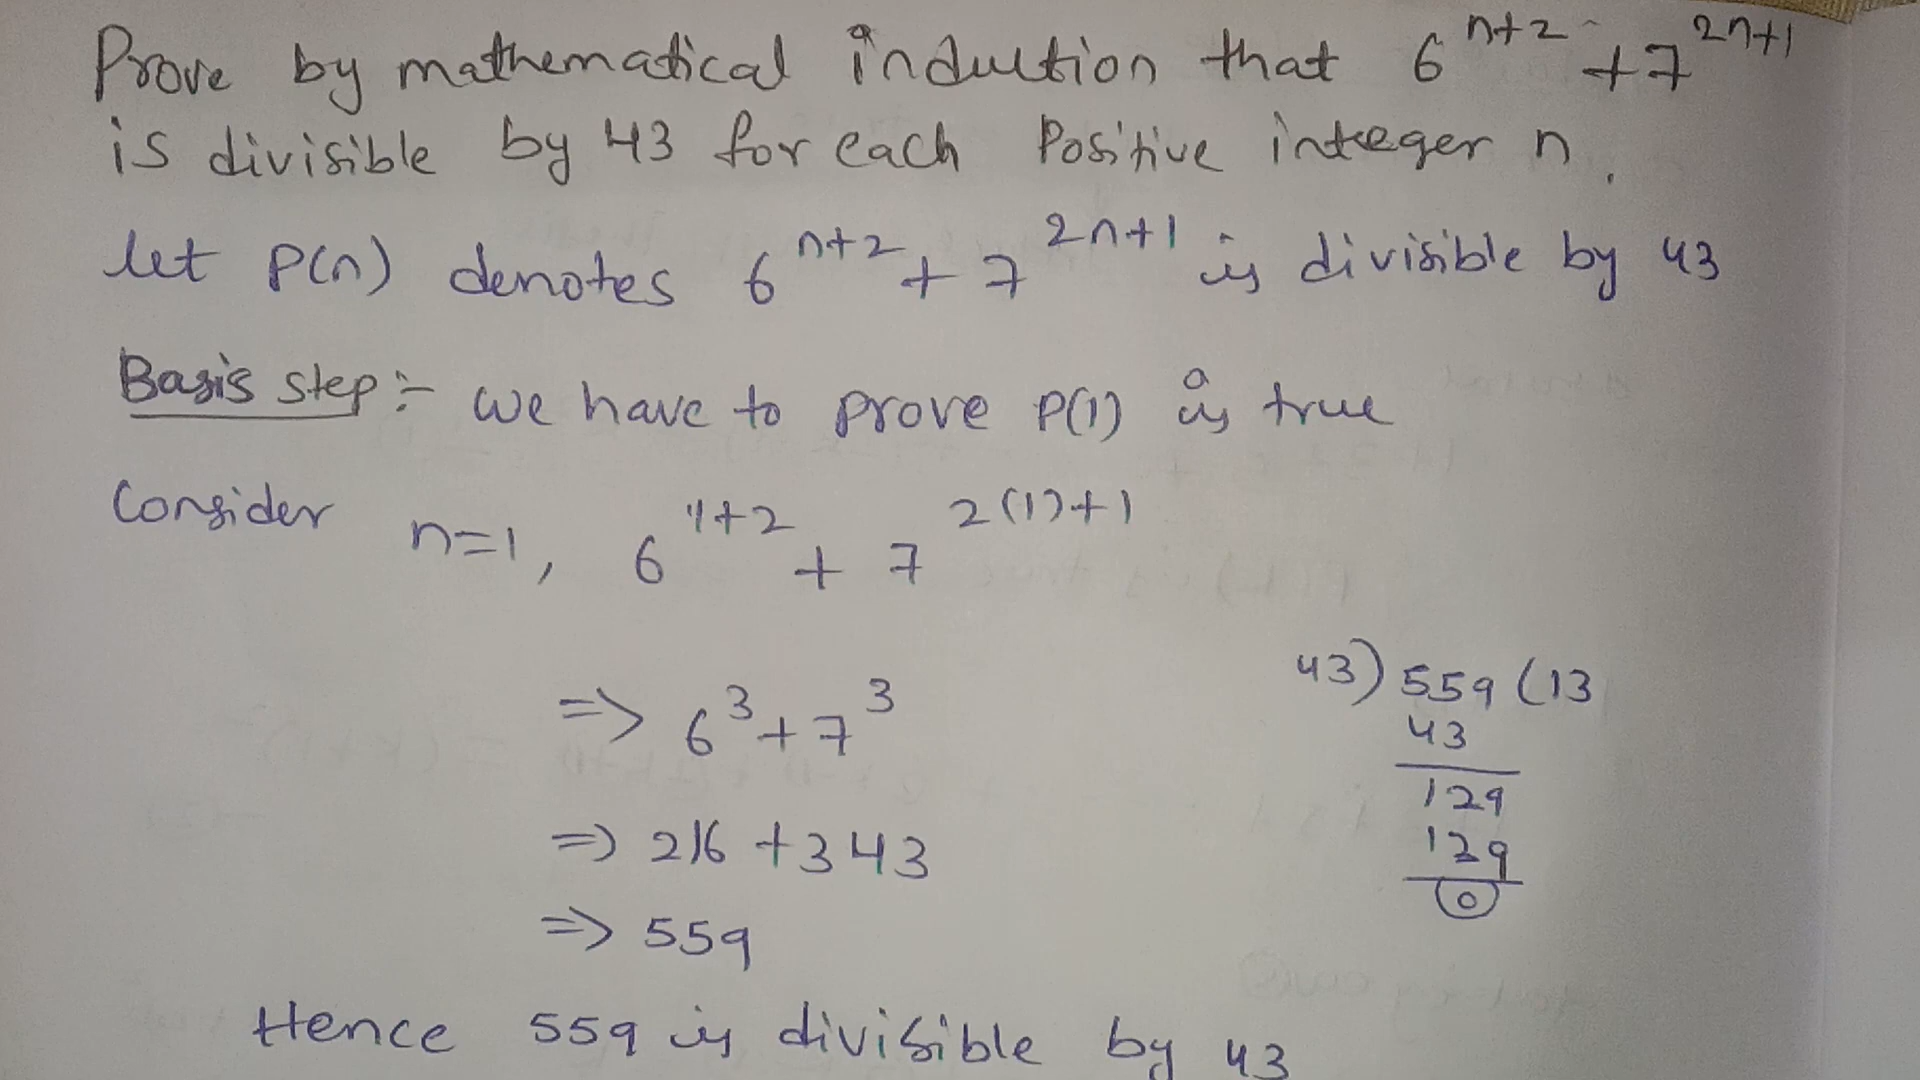 Prove by mathematical induction that 6^{n+2} + 7^{2n+1}
is divisible by 43 for each Positive integer n.
let P(n) denotes 6^{n+2} + 7^{2n+1} is divisible by 43
Basis step :- we have to prove P(1) is true
Consider n=1, 6^{1+2} + 7^{2(1)+1}
=> 6^3 + 7^3
=> 216 + 343
=> 559
43) 559 (13
43
129
129
0
Hence 559 is divisible by 43